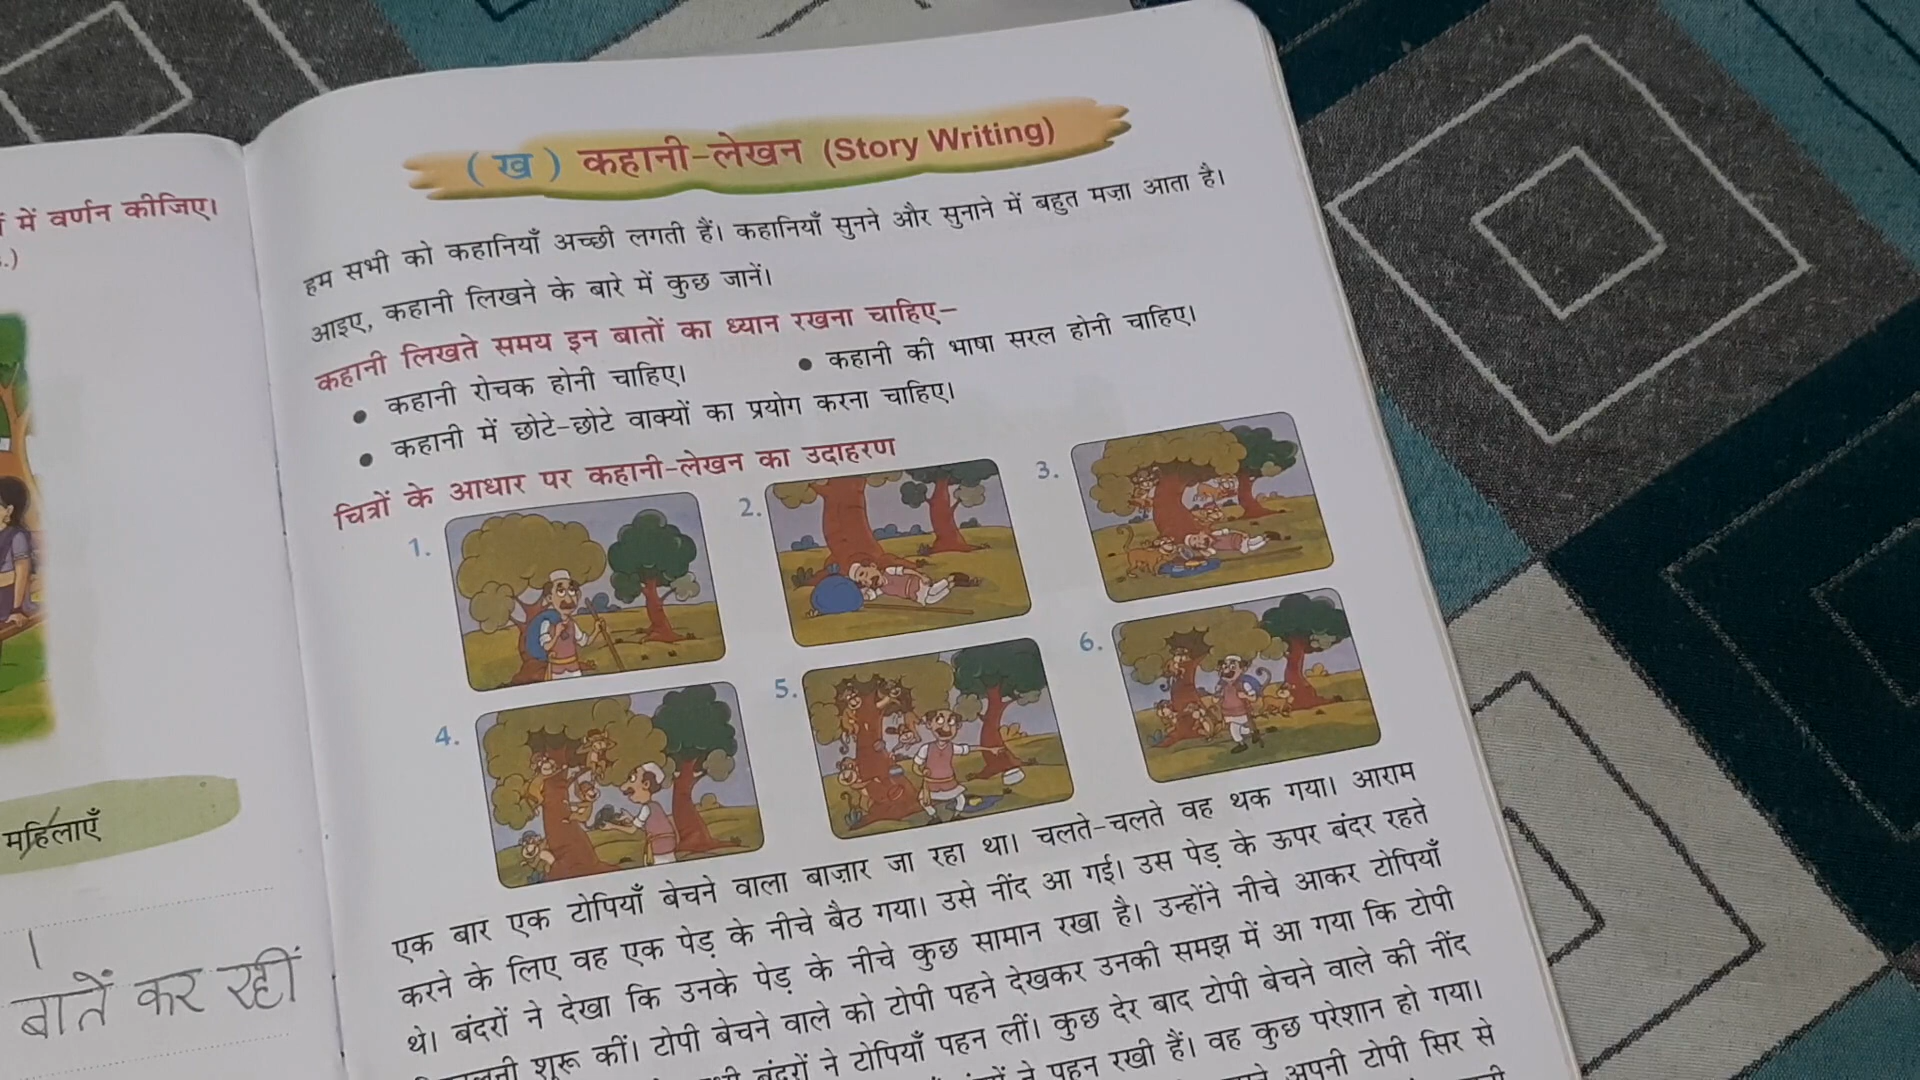 में वर्णन कीजिए।
.)
महिलाएँ
बातें कर रहीं
( ख ) कहानी-लेखन (Story Writing)
हम सभी को कहानियाँ अच्छी लगती हैं। कहानियाँ सुनने और सुनाने में बहुत मज़ा आता है।
आइए, कहानी लिखने के बारे में कुछ जानें।
कहानी लिखते समय इन बातों का ध्यान रखना चाहिए–
• कहानी रोचक होनी चाहिए। • कहानी की भाषा सरल होनी चाहिए।
• कहानी में छोटे-छोटे वाक्यों का प्रयोग करना चाहिए।
चित्रों के आधार पर कहानी-लेखन का उदाहरण
1. 2. 3.
4. 5. 6.
एक बार एक टोपियाँ बेचने वाला बाज़ार जा रहा था। चलते-चलते वह थक गया। आराम
करने के लिए वह एक पेड़ के नीचे बैठ गया। उसे नींद आ गई। उस पेड़ के ऊपर बंदर रहते
थे। बंदरों ने देखा कि उनके पेड़ के नीचे कुछ सामान रखा है। उन्होंने नीचे आकर टोपियाँ
शुरू कीं। टोपी बेचने वाले को टोपी पहने देखकर उनकी समझ में आ गया कि टोपी
बंदरों ने टोपियाँ पहन लीं। कुछ देर बाद टोपी बेचने वाले की नींद
ने पहन रखी हैं। वह कुछ परेशान हो गया।
अपनी टोपी सिर से